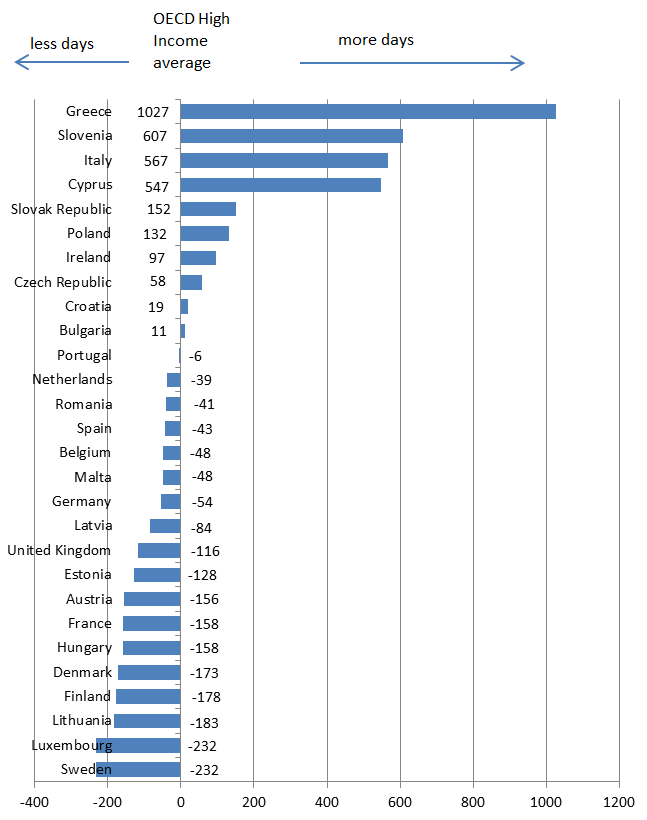 OECD High
less days
Income
more days
average
Greece 1027
Slovenia 607
Italy 567
Cyprus 547
Slovak Republic 152
Poland 132
Ireland 97
Czech Republic 58
Croatia 19
Bulgaria 11
Portugal -6
Netherlands -39
Romania -41
Spain -43
Belgium -48
Malta -48
Germany -54
Latvia -84
United Kingdom -116
Estonia -128
Austria -156
France -158
Hungary -158
Denmark -173
Finland -178
Lithuania -183
Luxembourg -232
Sweden -232
-400 -200 0 200 400 600 800 1000 1200